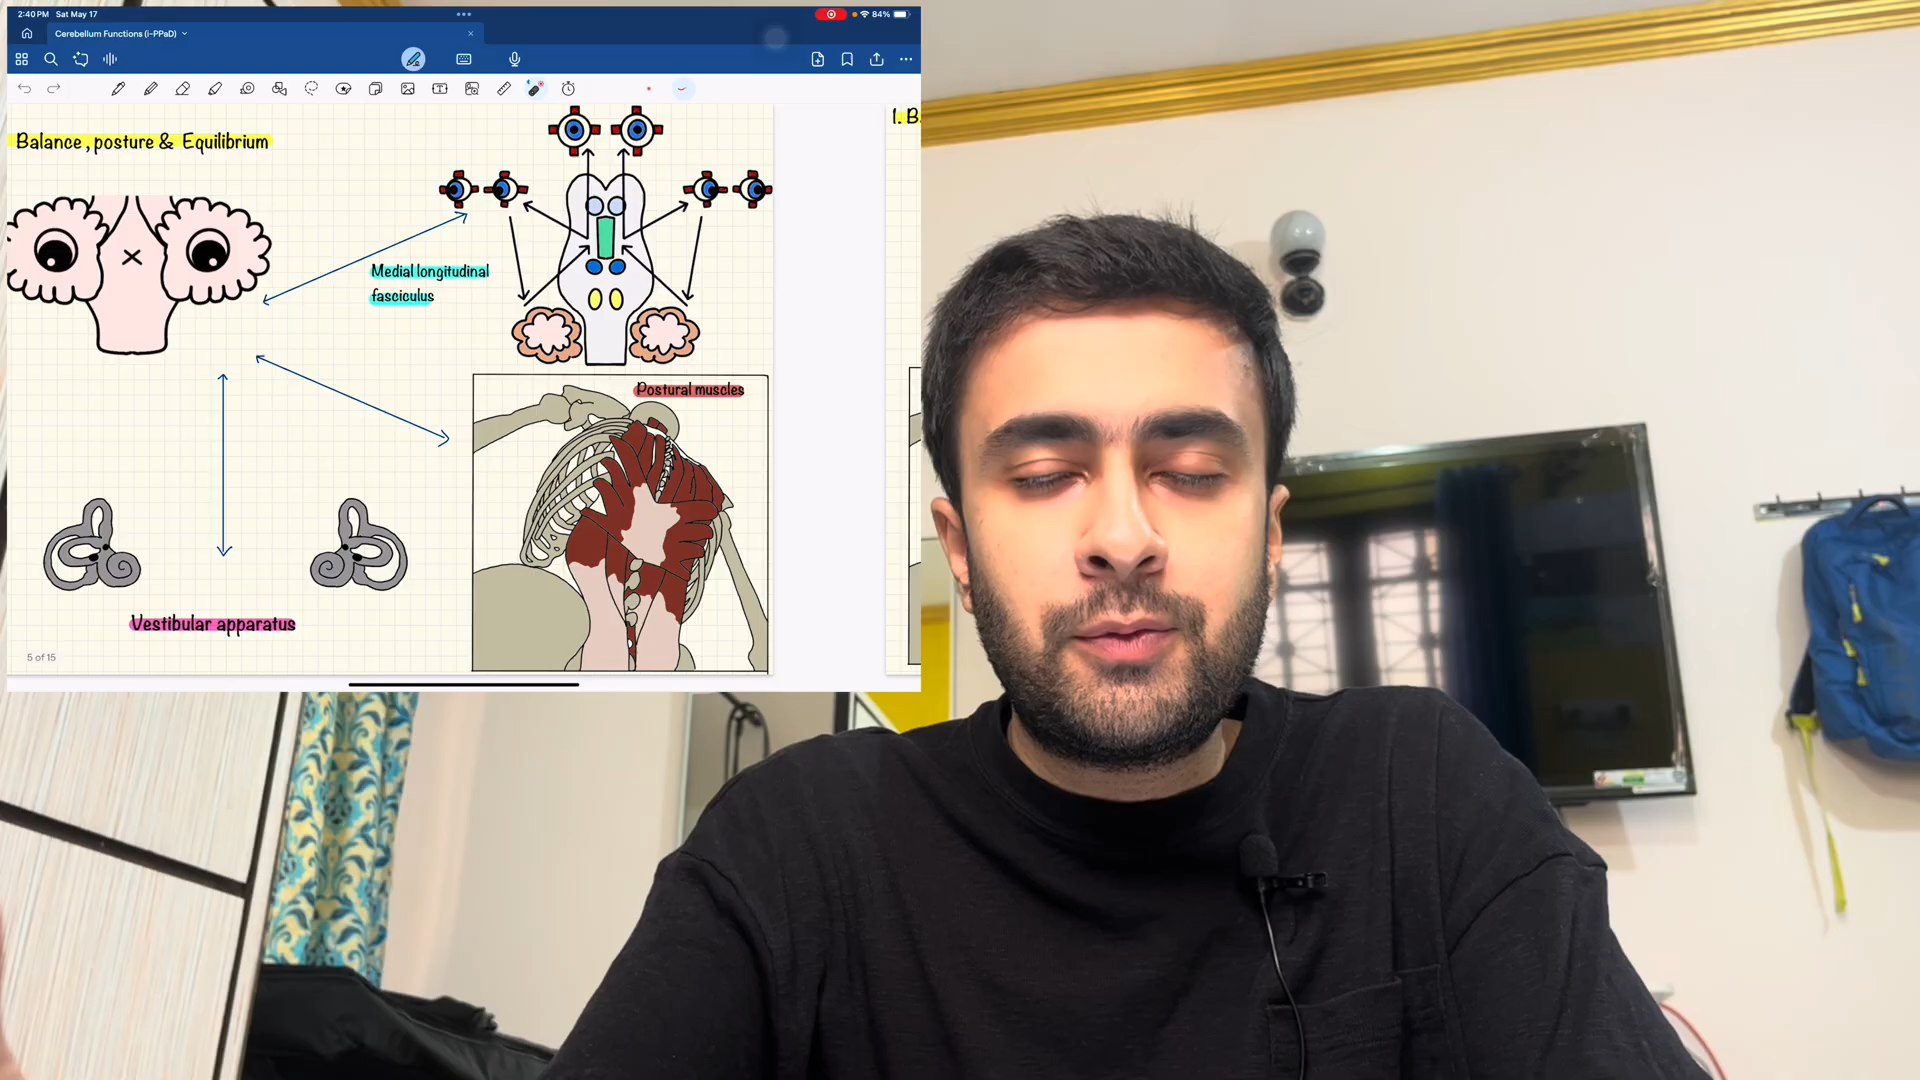 2:40 PM Sat May 17
84%
Cerebellum Functions (i-PPaD)
Balance, posture & Equilibrium
1. B
Medial longitudinal
fasciculus
Postural muscles
Vestibular apparatus
5 of 15